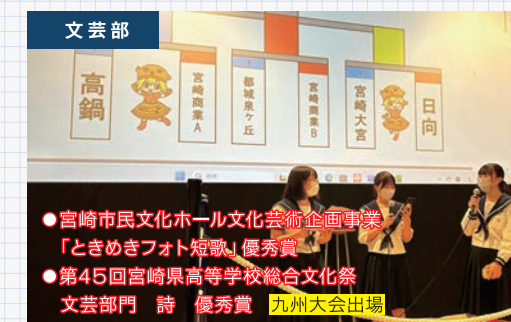 文芸部
高鍋
宮崎商業A
都城泉ヶ丘
宮崎商業B
宮崎大宮
日向
●宮崎市民文化ホール文化芸術企画事業
「ときめきフォト短歌」優秀賞
●第45回宮崎県高等学校総合文化祭
文芸部門 詩 優秀賞 九州大会出場